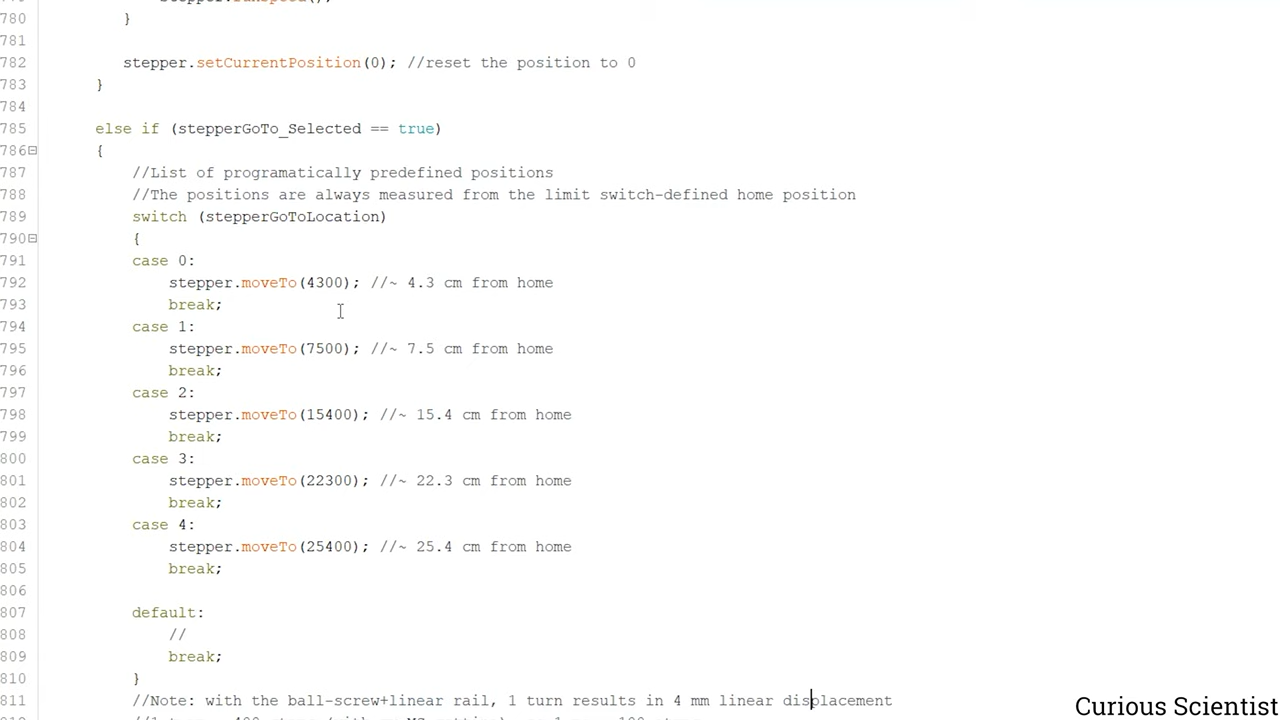 780 }
781
782 stepper.setCurrentPosition(0); //reset the position to 0
783 }
784
785 else if (stepperGoTo_Selected == true)
786 {
787 //List of programatically predefined positions
788 //The positions are always measured from the limit switch-defined home position
789 switch (stepperGoToLocation)
790 {
791 case 0:
792 stepper.moveTo(4300); //~ 4.3 cm from home
793 break;
794 case 1:
795 stepper.moveTo(7500); //~ 7.5 cm from home
796 break;
797 case 2:
798 stepper.moveTo(15400); //~ 15.4 cm from home
799 break;
800 case 3:
801 stepper.moveTo(22300); //~ 22.3 cm from home
802 break;
803 case 4:
804 stepper.moveTo(25400); //~ 25.4 cm from home
805 break;
806
807 default:
808 //
809 break;
810 }
811 //Note: with the ball-screw+linear rail, 1 turn results in 4 mm linear displacement
Curious Scientist